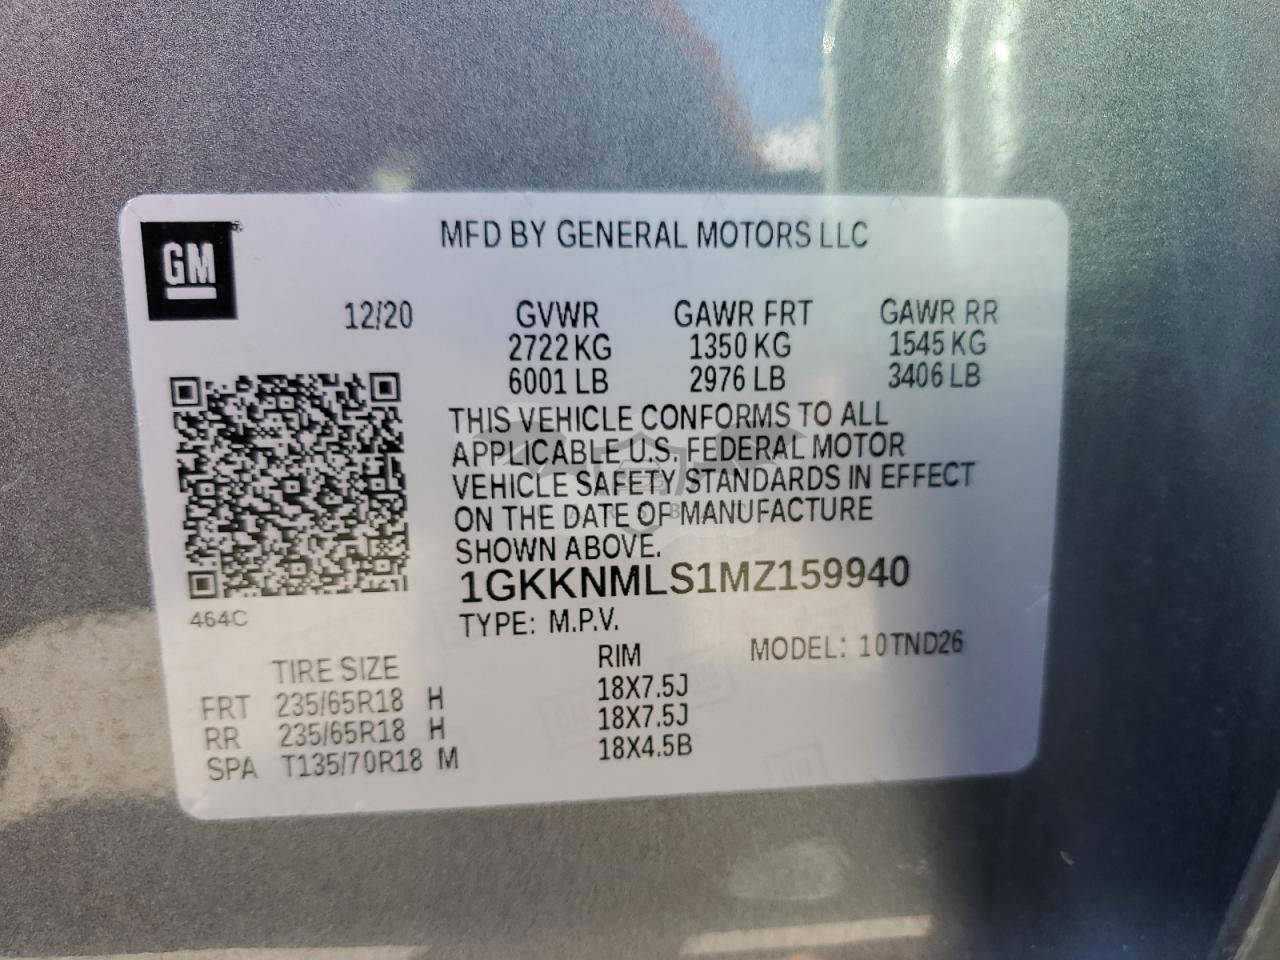 GM
MFD BY GENERAL MOTORS LLC
12/20 GVWR GAWR FRT GAWR RR
2722 KG 1350 KG 1545 KG
6001 LB 2976 LB 3406 LB
THIS VEHICLE CONFORMS TO ALL
APPLICABLE U.S. FEDERAL MOTOR
VEHICLE SAFETY STANDARDS IN EFFECT
ON THE DATE OF MANUFACTURE
SHOWN ABOVE.
1GKKNMLS1MZ159940
464C
TYPE: M.P.V.
TIRE SIZE RIM MODEL: 10TND26
FRT 235/65R18 H 18X7.5J
RR 235/65R18 H 18X7.5J
SPA T135/70R18 M 18X4.5B